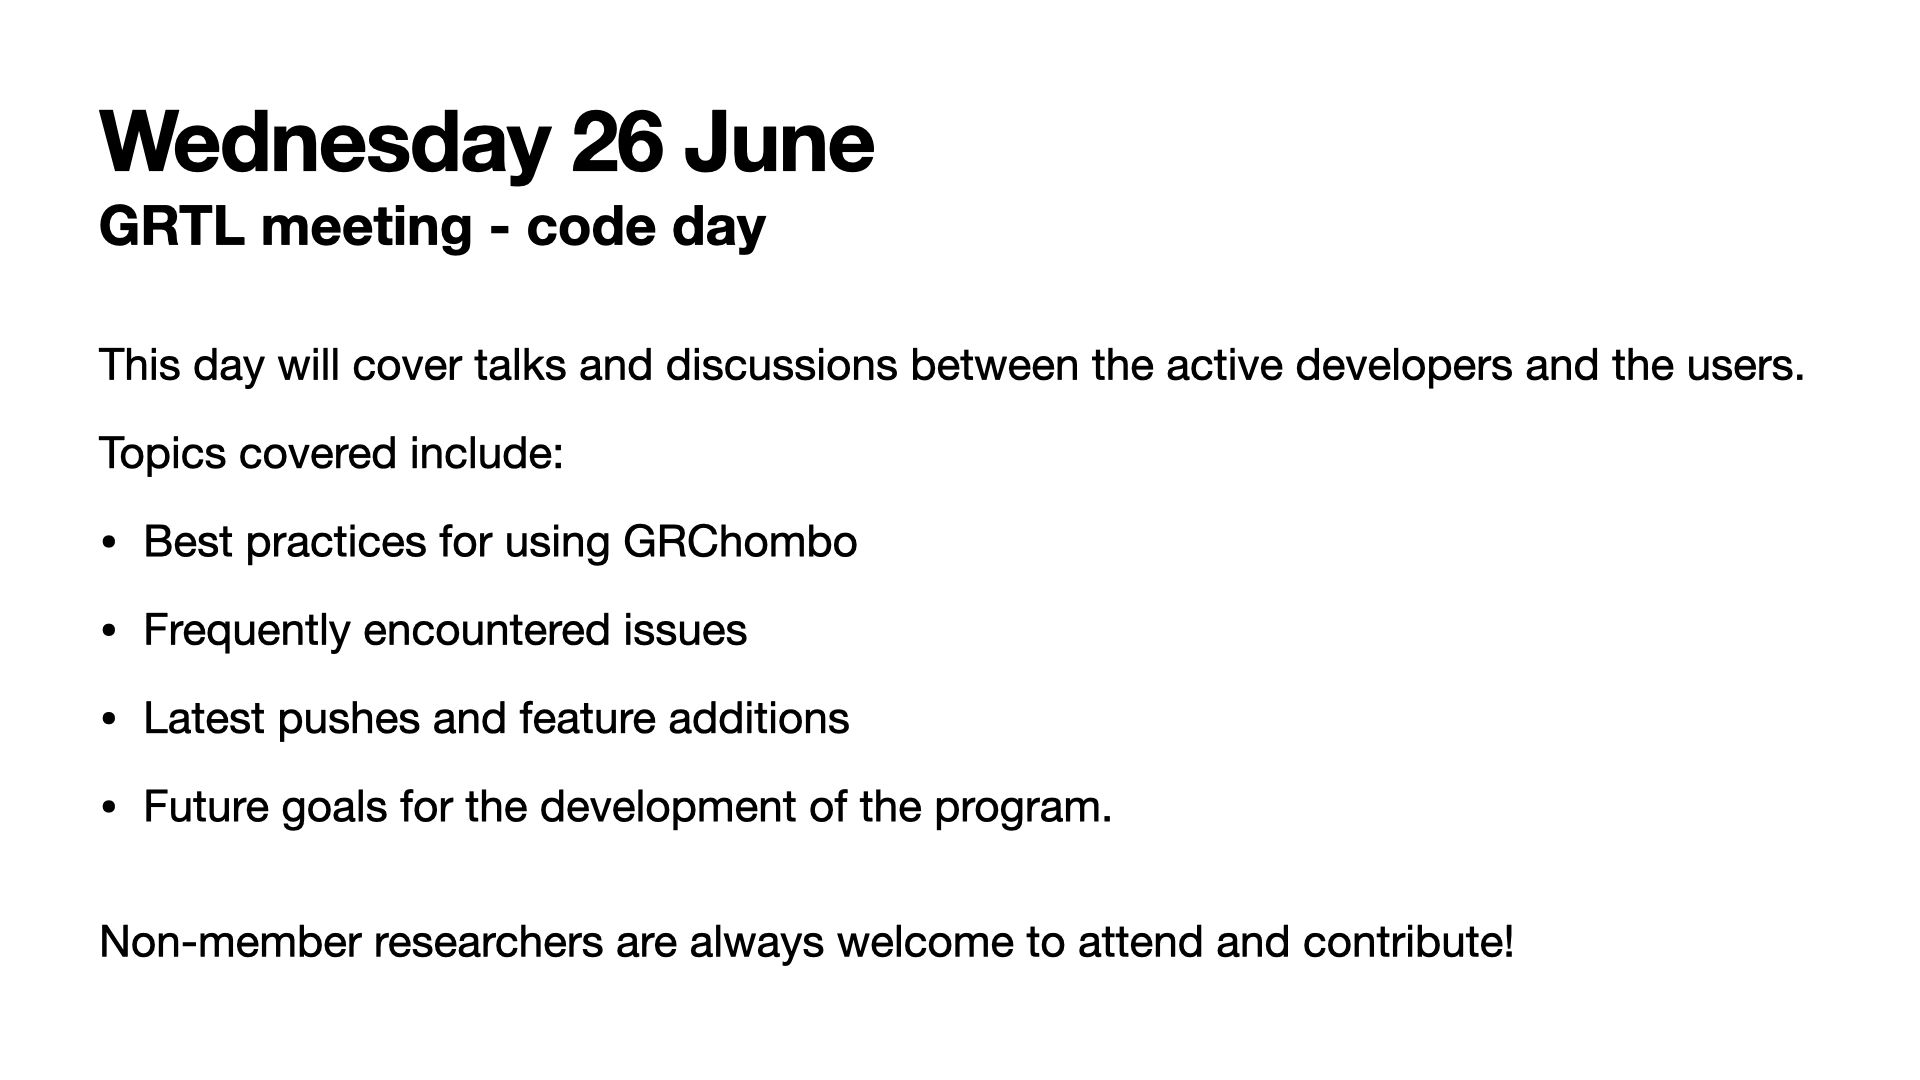 Wednesday 26 June
GRTL meeting - code day
This day will cover talks and discussions between the active developers and the users.
Topics covered include:
• Best practices for using GRChombo
• Frequently encountered issues
• Latest pushes and feature additions
• Future goals for the development of the program.
Non-member researchers are always welcome to attend and contribute!